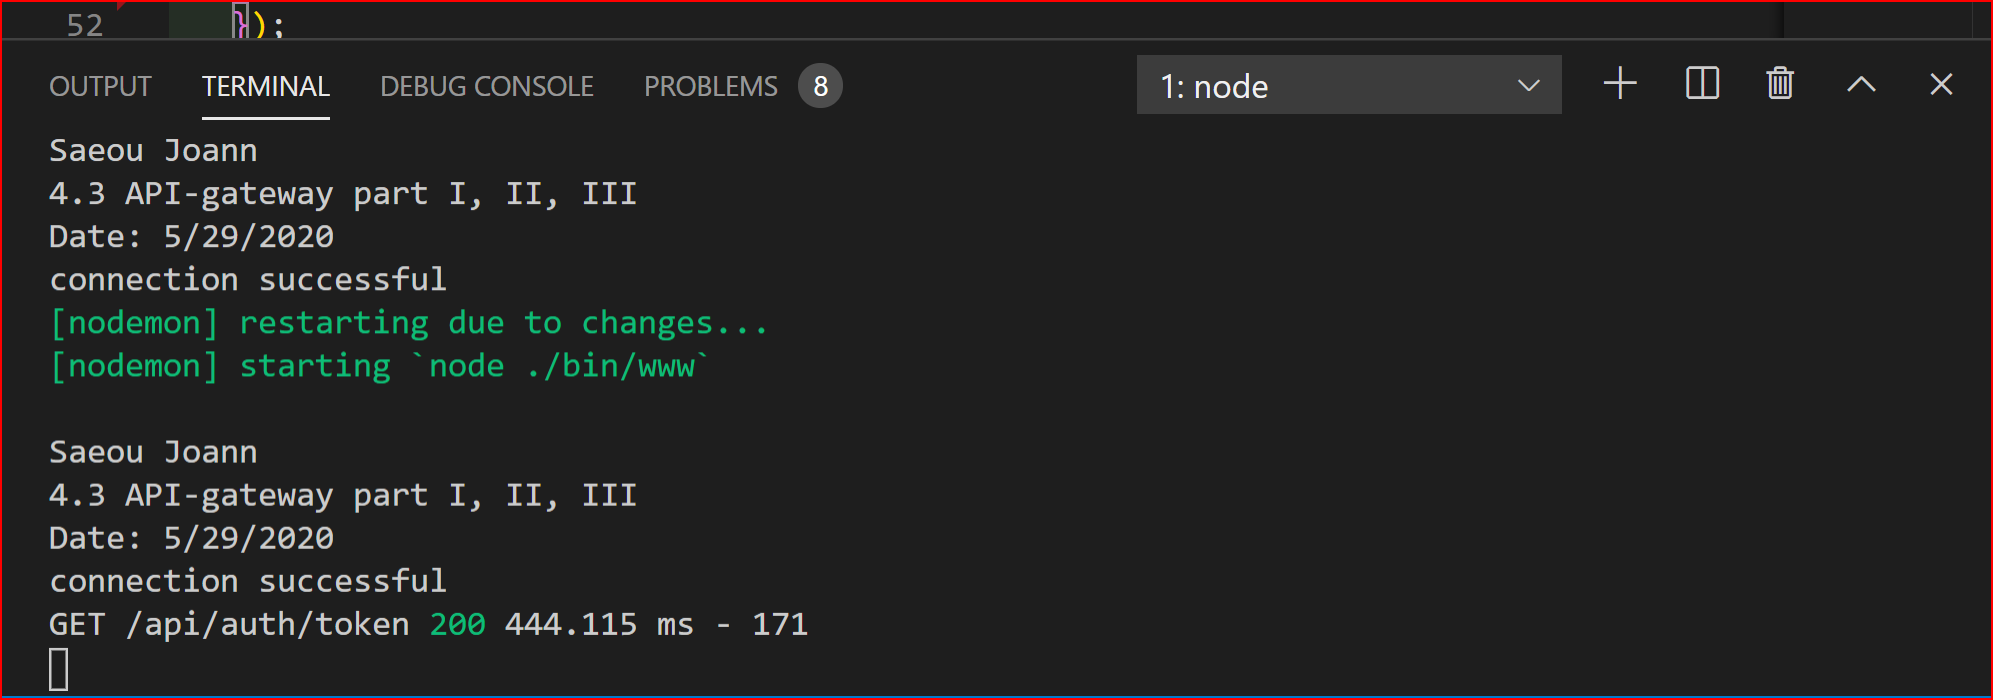 52 });
OUTPUT TERMINAL DEBUG CONSOLE PROBLEMS 8 1: node
Saeou Joann
4.3 API-gateway part I, II, III
Date: 5/29/2020
connection successful
[nodemon] restarting due to changes...
[nodemon] starting `node ./bin/www`
Saeou Joann
4.3 API-gateway part I, II, III
Date: 5/29/2020
connection successful
GET /api/auth/token 200 444.115 ms - 171